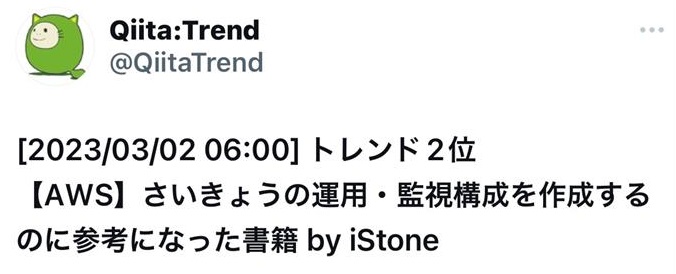 Qiita:Trend
@QiitaTrend
[2023/03/02 06:00] トレンド2位
【AWS】さいきょうの運用・監視構成を作成する
のに参考になった書籍 by iStone